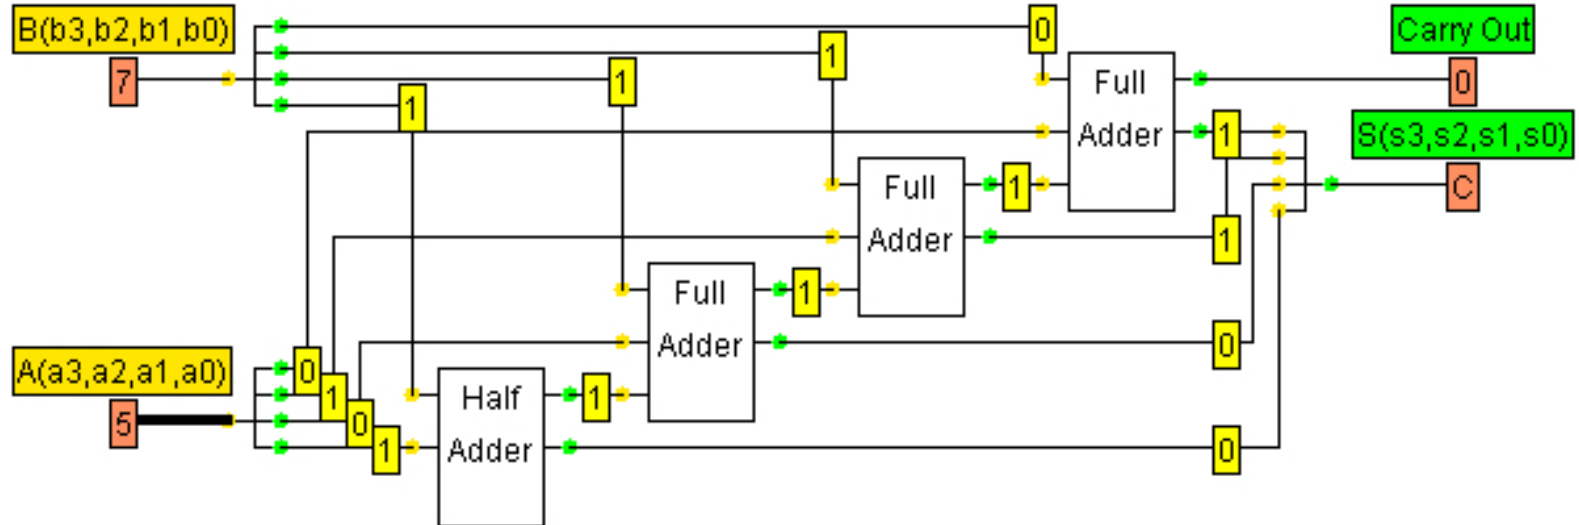 B(b3,b2,b1,b0)
0
Carry Out
1
7
1
Full
0
1
Adder
1
S(s3,s2,s1,s0)
Full
1
C
Adder
1
Full
1
Adder
0
A(a3,a2,a1,a0)
0
1
5
0
1
Half
1
Adder
0